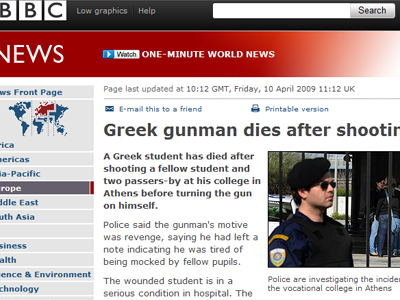 BBC Low graphics Help Search
NEWS
Watch ONE-MINUTE WORLD NEWS
Page last updated at 10:12 GMT, Friday, 10 April 2009 11:12 UK
ws Front Page
E-mail this to a friend Printable version
Greek gunman dies after shootin
A Greek student has died after
shooting a fellow student and
two passers-by at his college in
Athens before turning the gun
on himself.
Police said the gunman's motive
was revenge, saying he had left a
note indicating he was tired of
being mocked by fellow pupils.
The wounded student is in a
serious condition in hospital. The
Police are investigating the inciden
the vocational college in Athens
ica
mericas
sia-Pacific
urope
ddle East
uth Asia
siness
alth
ience & Environment
chnology